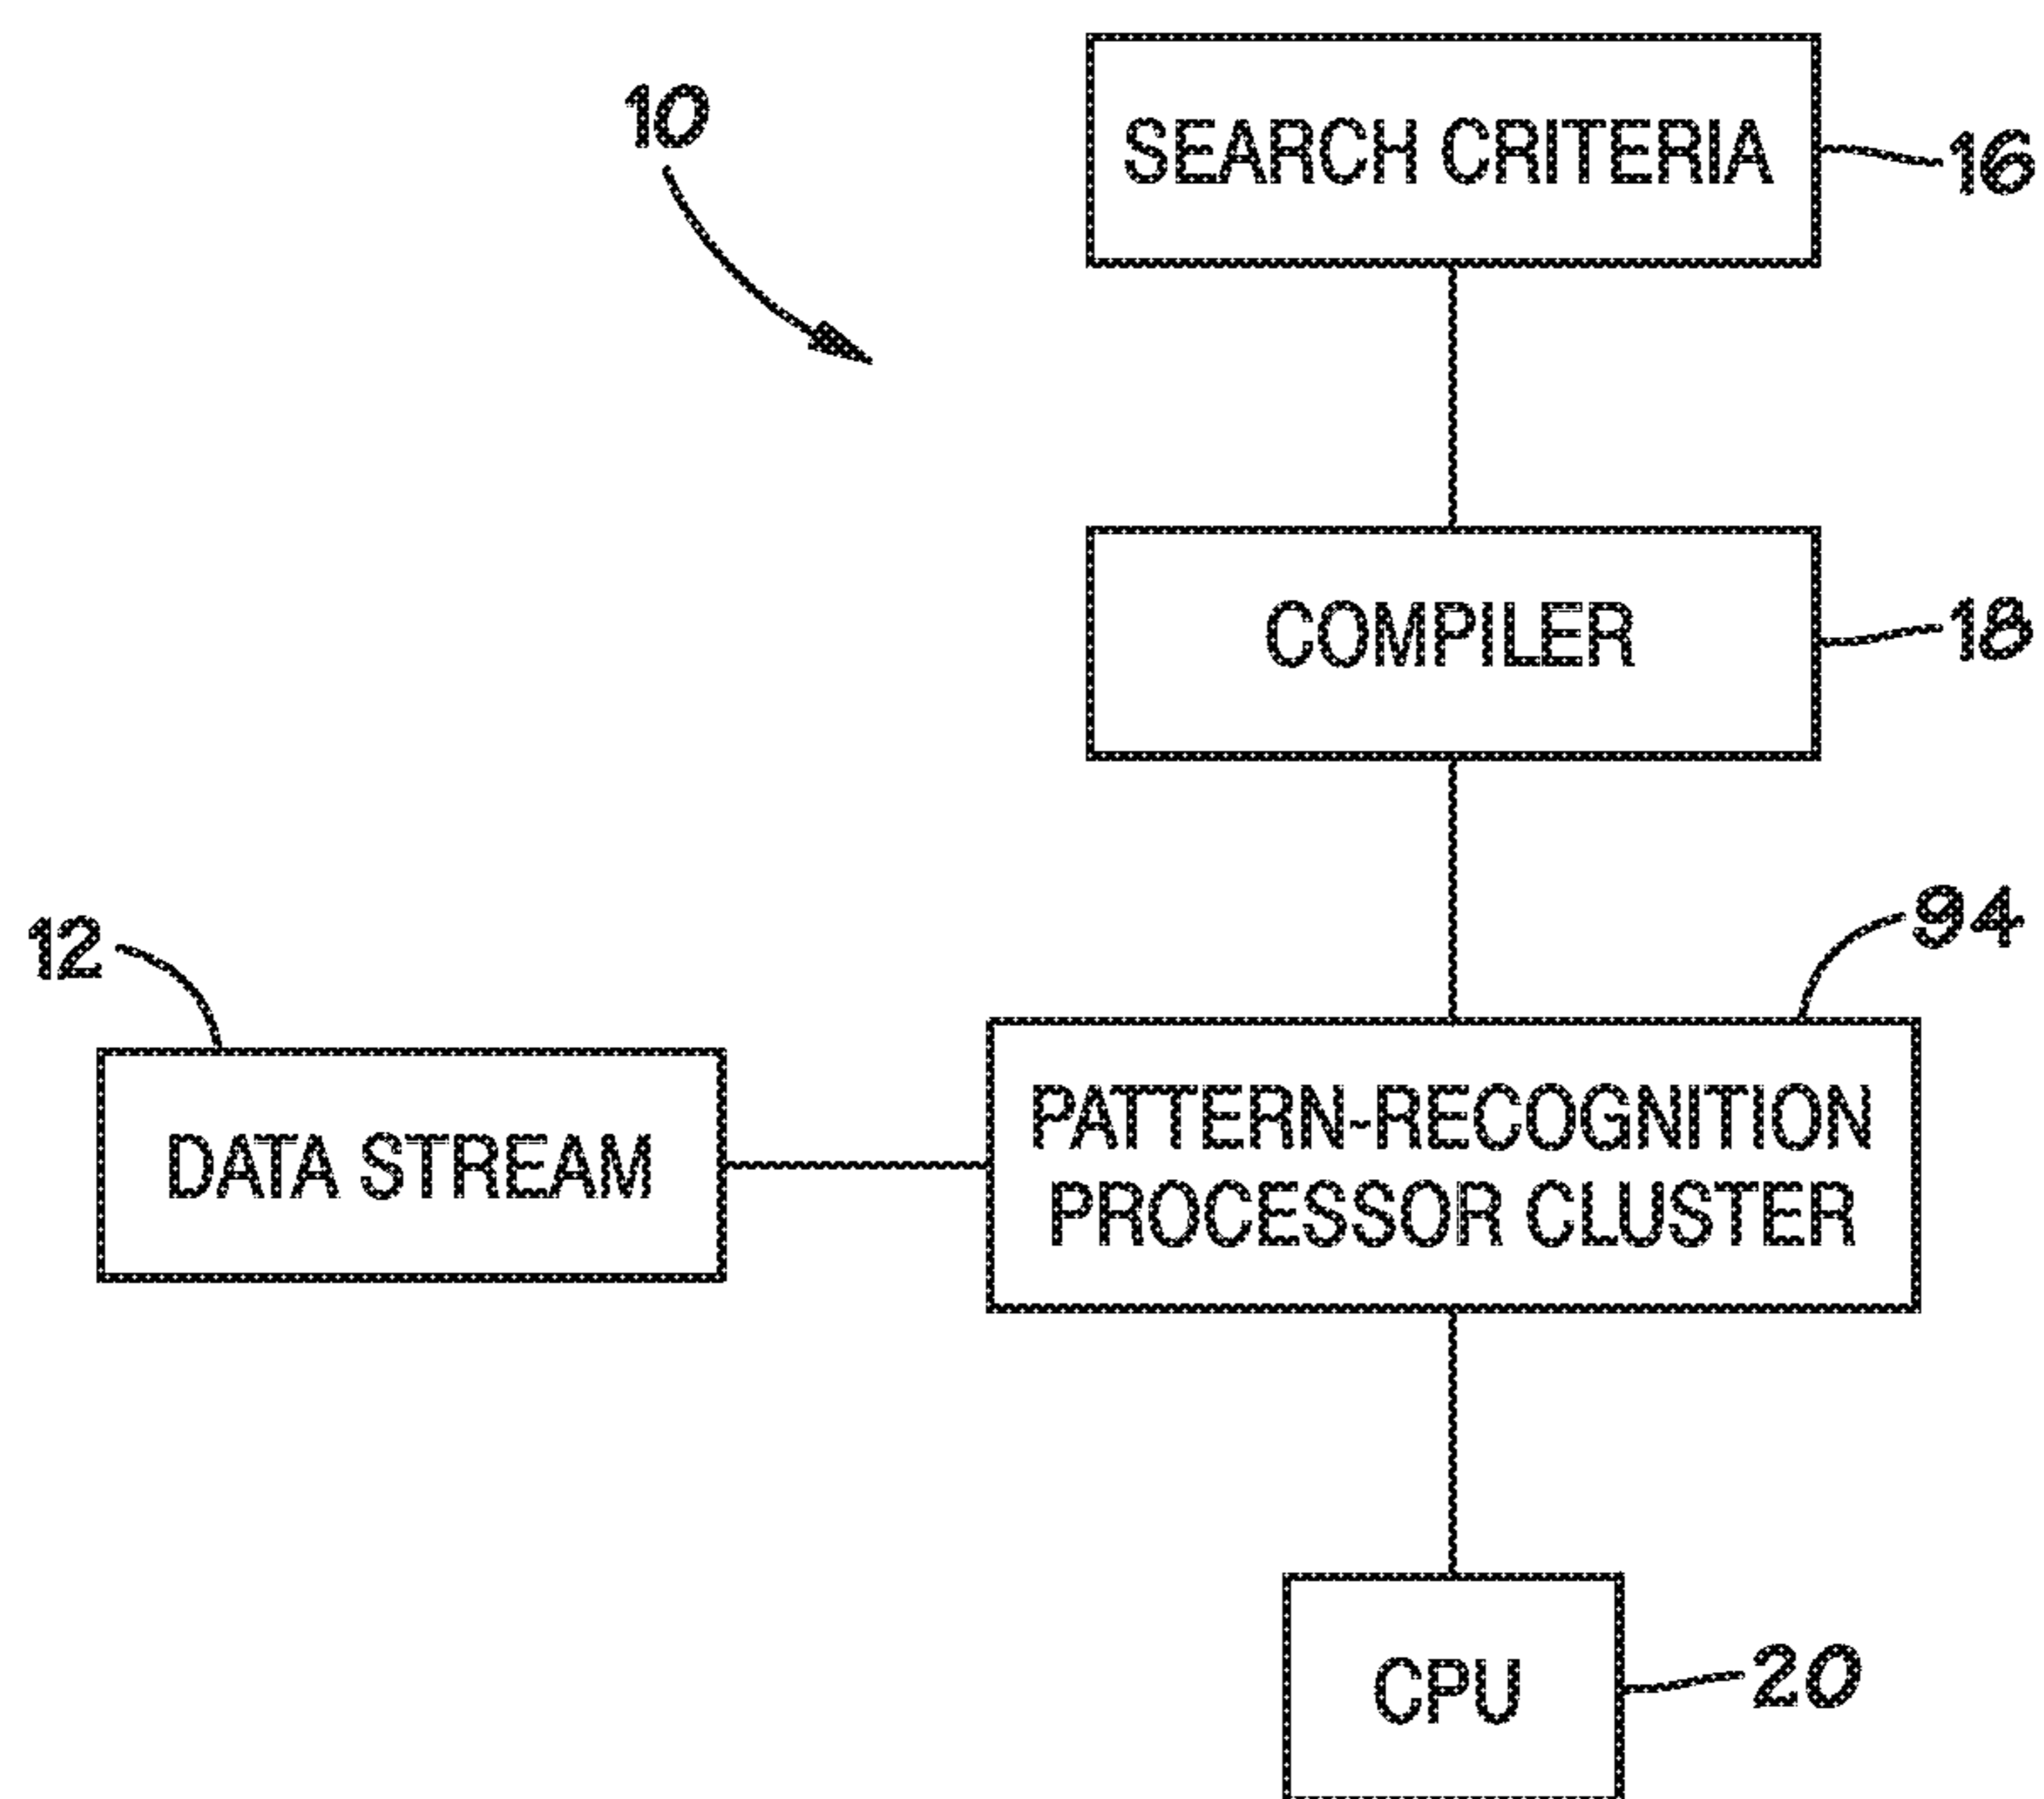 10
SEARCH CRITERIA
16
COMPILER
18
12
94
DATA STREAM
PATTERN-RECOGNITION
PROCESSOR CLUSTER
CPU
20